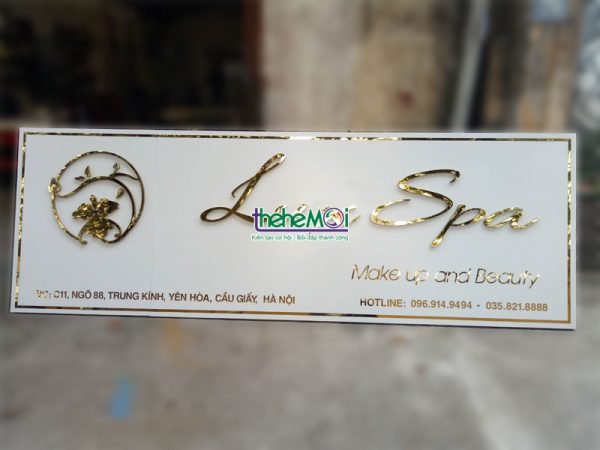 Spa
thếhệMỚi
Kiến tạo cơ hội - Bồi đắp thành công
Make up and Beauty
C11, NGÕ 88, TRUNG KÍNH, YÊN HÒA, CẦU GIẤY, HÀ NỘI
HOTLINE: 096.914.9494 - 035.821.8888